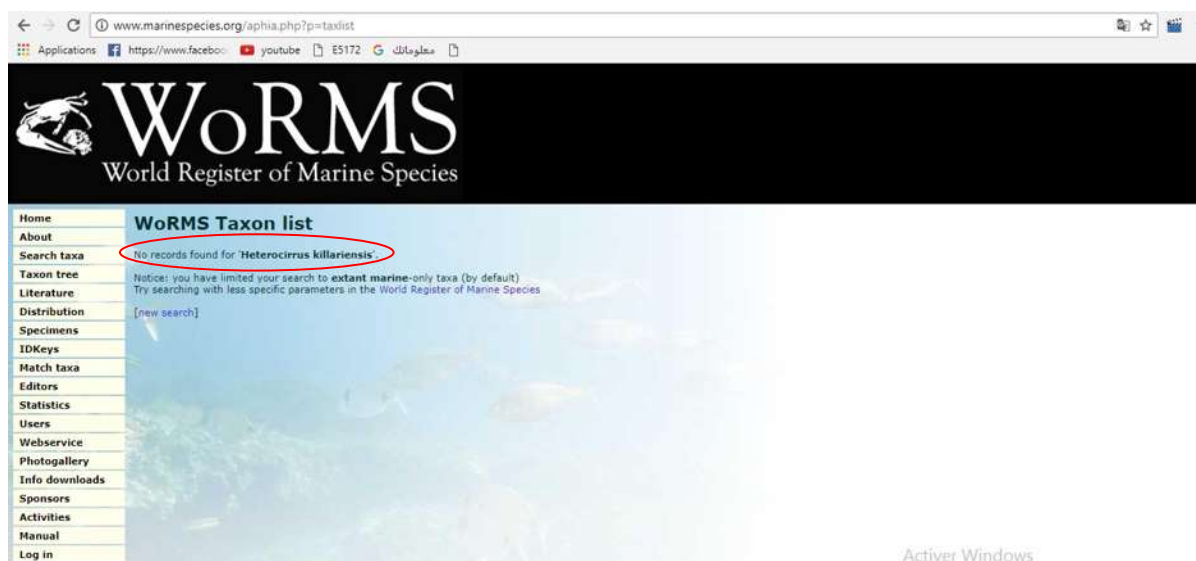 www.marinespecies.org/aphia.php?p=taxlist
Applications https://www.faceboo youtube E5172 معلوماتك
WoRMS
World Register of Marine Species
Home
About
Search taxa
Taxon tree
Literature
Distribution
Specimens
IDKeys
Match taxa
Editors
Statistics
Users
Webservice
Photogallery
Info downloads
Sponsors
Activities
Manual
Log in
WoRMS Taxon list
No records found for 'Heterocirrus killariensis'.
Notice: you have limited your search to extant marine-only taxa (by default)
Try searching with less specific parameters in the World Register of Marine Species
[new search]
Activer Windows